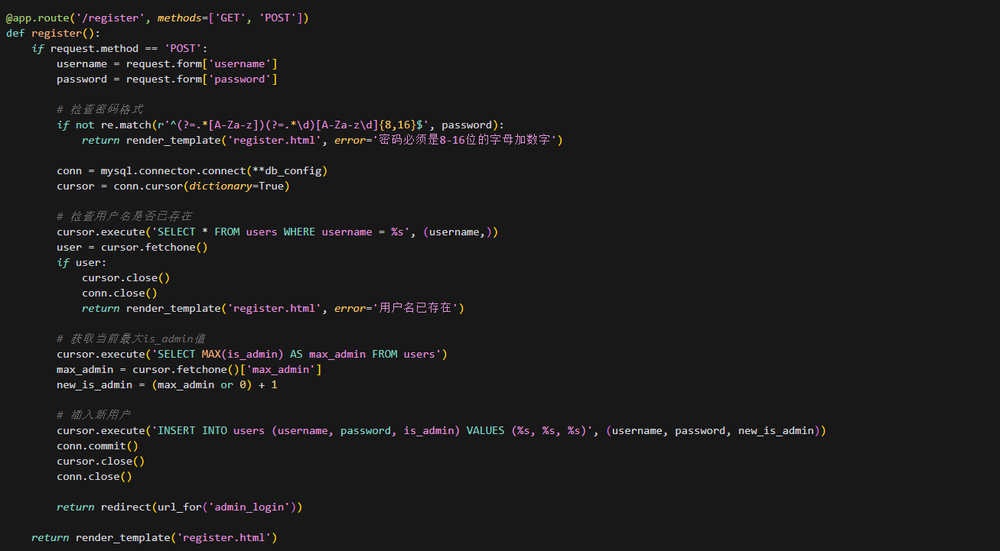 @app.route('/register', methods=['GET', 'POST'])
def register():
    if request.method == 'POST':
        username = request.form['username']
        password = request.form['password']

        # 检查密码格式
        if not re.match(r'^(?=.*[A-Za-z])(?=.*\d)[A-Za-z\d]{8,16}$', password):
            return render_template('register.html', error='密码必须是8-16位的字母加数字')

        conn = mysql.connector.connect(**db_config)
        cursor = conn.cursor(dictionary=True)

        # 检查用户名是否已存在
        cursor.execute('SELECT * FROM users WHERE username = %s', (username,))
        user = cursor.fetchone()
        if user:
            cursor.close()
            conn.close()
            return render_template('register.html', error='用户名已存在')

        # 获取当前最大is_admin值
        cursor.execute('SELECT MAX(is_admin) AS max_admin FROM users')
        max_admin = cursor.fetchone()['max_admin']
        new_is_admin = (max_admin or 0) + 1

        # 插入新用户
        cursor.execute('INSERT INTO users (username, password, is_admin) VALUES (%s, %s, %s)', (username, password, new_is_admin))
        conn.commit()
        cursor.close()
        conn.close()

        return redirect(url_for('admin_login'))

    return render_template('register.html')